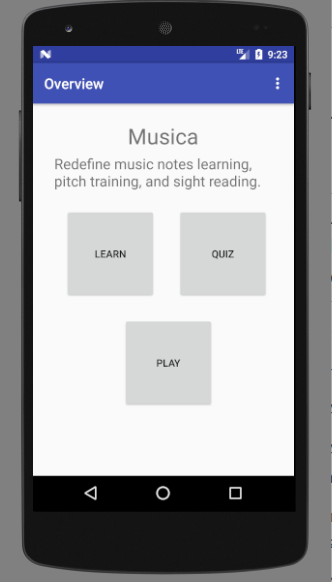 LTE 9:23
Overview
Musica
Redefine music notes learning,
pitch training, and sight reading.
LEARN QUIZ
PLAY